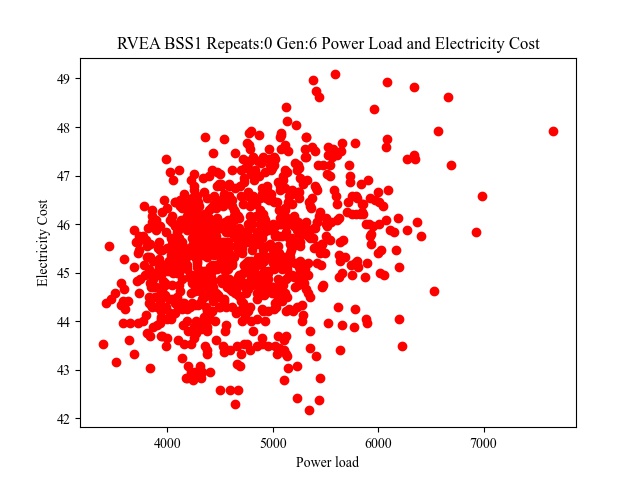 RVEA BSS1 Repeats:0 Gen:6 Power Load and Electricity Cost
49
48
47
46
45
44
43
42
Electricity Cost
4000 5000 6000 7000
Power load